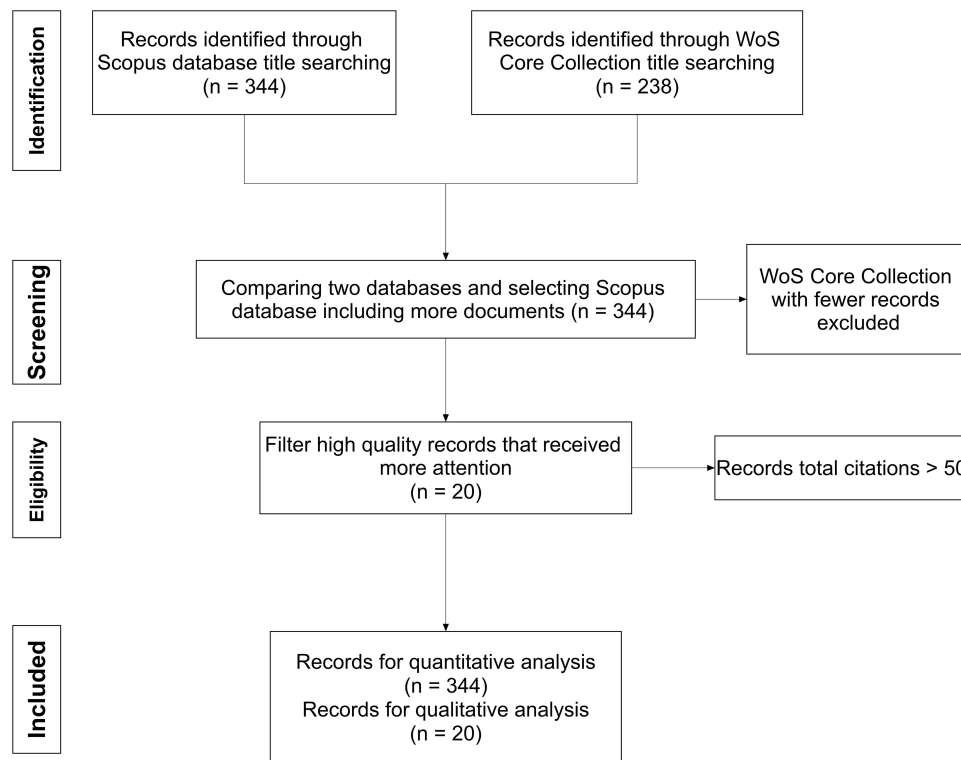 Identification
Records identified through
Scopus database title searching
(n = 344)
Records identified through WoS
Core Collection title searching
(n = 238)
Screening
Comparing two databases and selecting Scopus
database including more documents (n = 344)
WoS Core Collection
with fewer records
excluded
Eligibility
Filter high quality records that received
more attention
(n = 20)
Records total citations > 50
Included
Records for quantitative analysis
(n = 344)
Records for qualitative analysis
(n = 20)